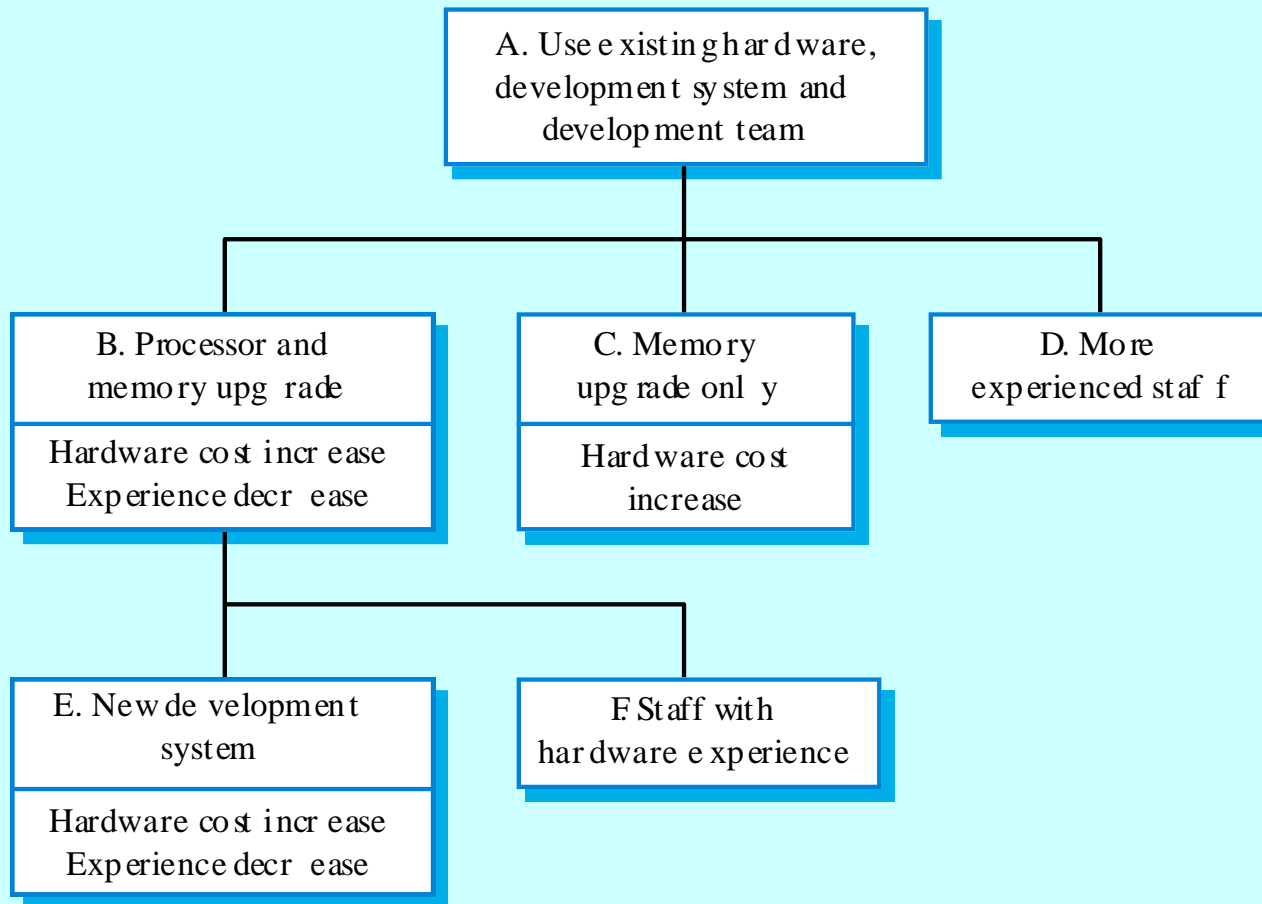 A. Use existing hardware,
development system and
development team
B. Processor and
memory upgrade
Hardware cost increase
Experience decrease
C. Memory
upgrade only
Hardware cost
increase
D. More
experienced staff
E. New development
system
Hardware cost increase
Experience decrease
F. Staff with
hardware experience